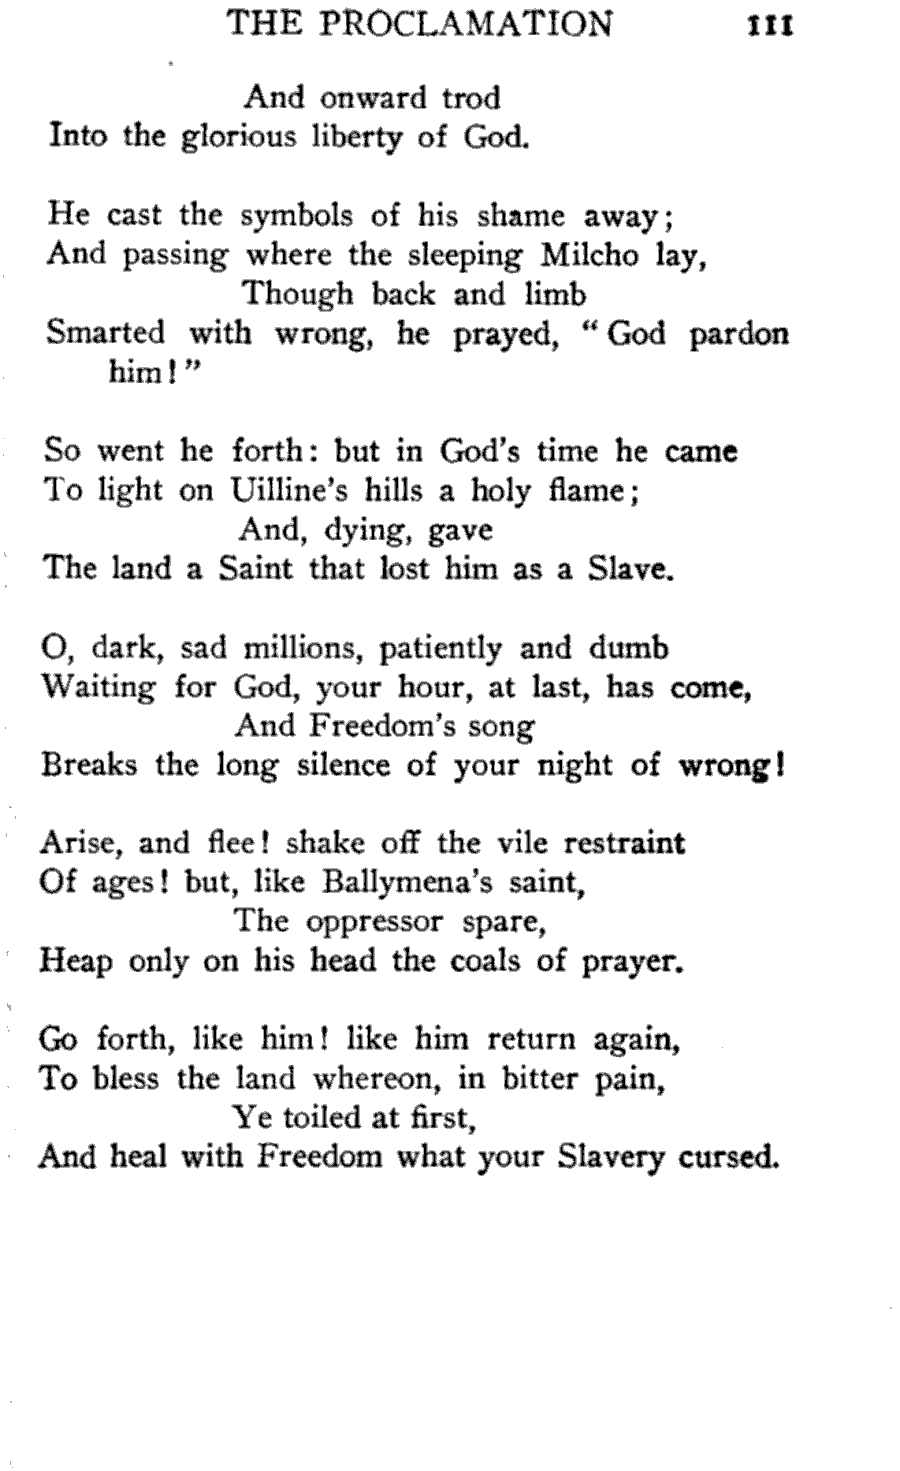 THE PROCLAMATION 111
And onward trod
Into the glorious liberty of God.
He cast the symbols of his shame away;
And passing where the sleeping Milcho lay,
Though back and limb
Smarted with wrong, he prayed, “God pardon
him!”
So went he forth: but in God's time he came
To light on Uilline's hills a holy flame;
And, dying, gave
The land a Saint that lost him as a Slave.
O, dark, sad millions, patiently and dumb
Waiting for God, your hour, at last, has come,
And Freedom's song
Breaks the long silence of your night of wrong!
Arise, and flee! shake off the vile restraint
Of ages! but, like Ballymena's saint,
The oppressor spare,
Heap only on his head the coals of prayer.
Go forth, like him! like him return again,
To bless the land whereon, in bitter pain,
Ye toiled at first,
And heal with Freedom what your Slavery cursed.